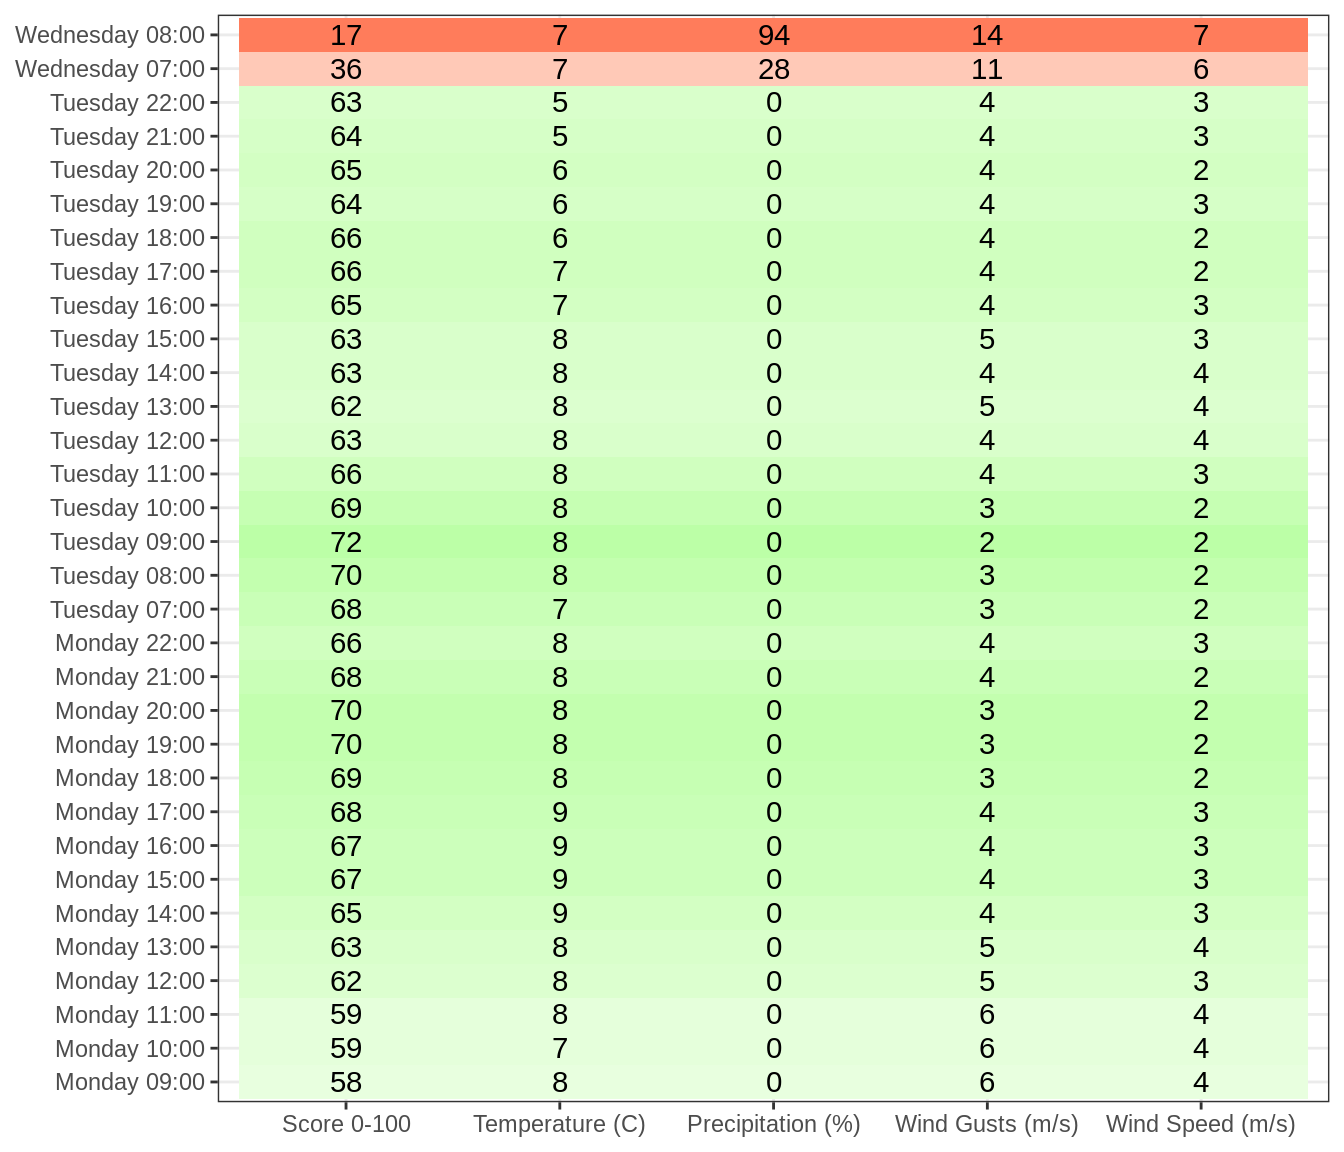 Wednesday 08:00 17 7 94 14 7
Wednesday 07:00 36 7 28 11 6
Tuesday 22:00 63 5 0 4 3
Tuesday 21:00 64 5 0 4 3
Tuesday 20:00 65 6 0 4 2
Tuesday 19:00 64 6 0 4 3
Tuesday 18:00 66 6 0 4 2
Tuesday 17:00 66 7 0 4 2
Tuesday 16:00 65 7 0 4 3
Tuesday 15:00 63 8 0 5 3
Tuesday 14:00 63 8 0 4 4
Tuesday 13:00 62 8 0 5 4
Tuesday 12:00 63 8 0 4 4
Tuesday 11:00 66 8 0 4 3
Tuesday 10:00 69 8 0 3 2
Tuesday 09:00 72 8 0 2 2
Tuesday 08:00 70 8 0 3 2
Tuesday 07:00 68 7 0 3 2
Monday 22:00 66 8 0 4 3
Monday 21:00 68 8 0 4 2
Monday 20:00 70 8 0 3 2
Monday 19:00 70 8 0 3 2
Monday 18:00 69 8 0 3 2
Monday 17:00 68 9 0 4 3
Monday 16:00 67 9 0 4 3
Monday 15:00 67 9 0 4 3
Monday 14:00 65 9 0 4 3
Monday 13:00 63 8 0 5 4
Monday 12:00 62 8 0 5 3
Monday 11:00 59 8 0 6 4
Monday 10:00 59 7 0 6 4
Monday 09:00 58 8 0 6 4
Score 0-100 Temperature (C) Precipitation (%) Wind Gusts (m/s) Wind Speed (m/s)